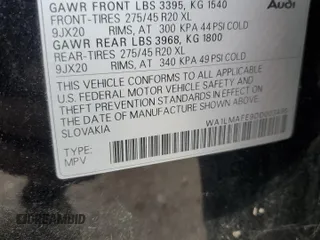 GAWR FRONT LBS 3395, KG 1540
FRONT-TIRES 275/45 R20 XL
9JX20 RIMS, AT 300 KPA 44 PSI COLD
GAWR REAR LBS 3968, KG 1800
REAR-TIRES 275/45 R20 XL
9JX20 RIMS, AT 340 KPA 49 PSI COLD
Audi
THIS VEHICLE CONFORMS TO ALL APPLICABLE
U.S. FEDERAL MOTOR VEHICLE SAFETY AND
THEFT PREVENTION STANDARDS IN EFFECT ON
THE DATE OF MANUFACTURE SHOWN ABOVE.
SLOVAKIA
TYPE:
MPV